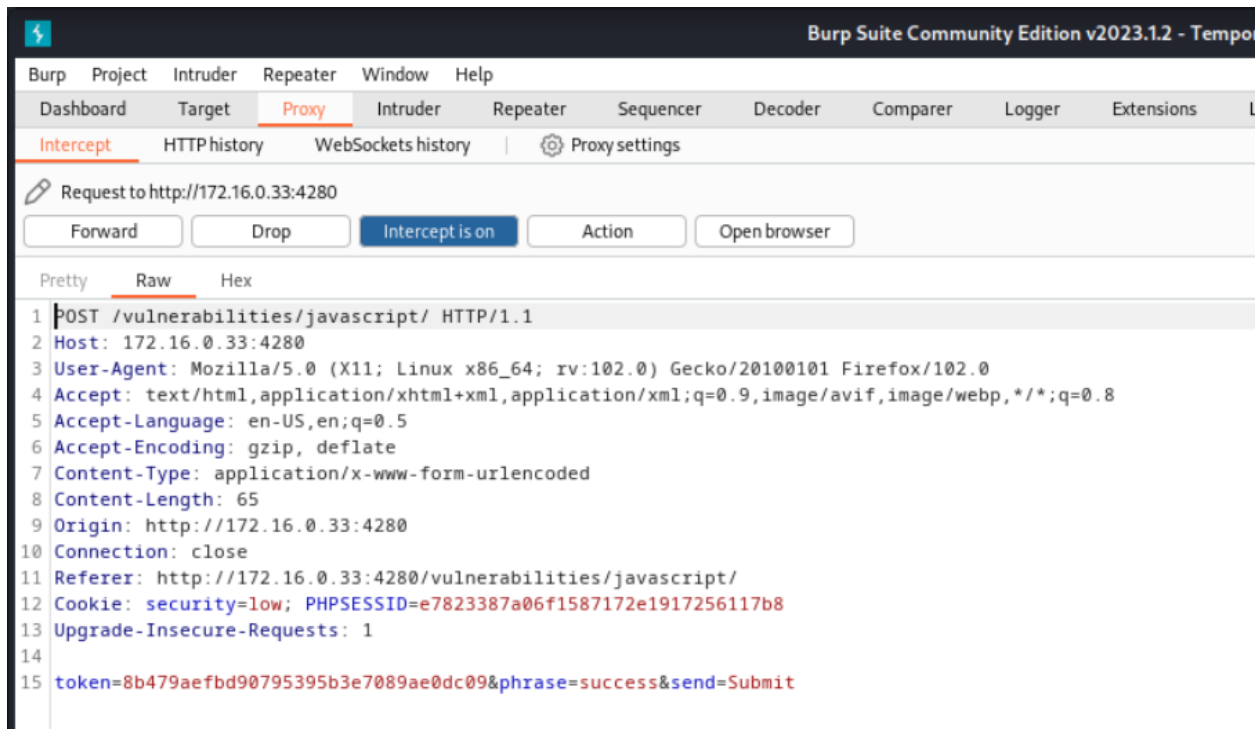 Burp Suite Community Edition v2023.1.2 - Tempor
Burp Project Intruder Repeater Window Help
Dashboard Target Proxy Intruder Repeater Sequencer Decoder Comparer Logger Extensions L
Intercept HTTP history WebSockets history Proxy settings
Request to http://172.16.0.33:4280
Forward Drop Intercept is on Action Open browser
Pretty Raw Hex
1 POST /vulnerabilities/javascript/ HTTP/1.1
2 Host: 172.16.0.33:4280
3 User-Agent: Mozilla/5.0 (X11; Linux x86_64; rv:102.0) Gecko/20100101 Firefox/102.0
4 Accept: text/html,application/xhtml+xml,application/xml;q=0.9,image/avif,image/webp,*/*;q=0.8
5 Accept-Language: en-US,en;q=0.5
6 Accept-Encoding: gzip, deflate
7 Content-Type: application/x-www-form-urlencoded
8 Content-Length: 65
9 Origin: http://172.16.0.33:4280
10 Connection: close
11 Referer: http://172.16.0.33:4280/vulnerabilities/javascript/
12 Cookie: security=low; PHPSESSID=e7823387a06f1587172e1917256117b8
13 Upgrade-Insecure-Requests: 1
14
15 token=8b479aefbd90795395b3e7089ae0dc09&phrase=success&send=Submit